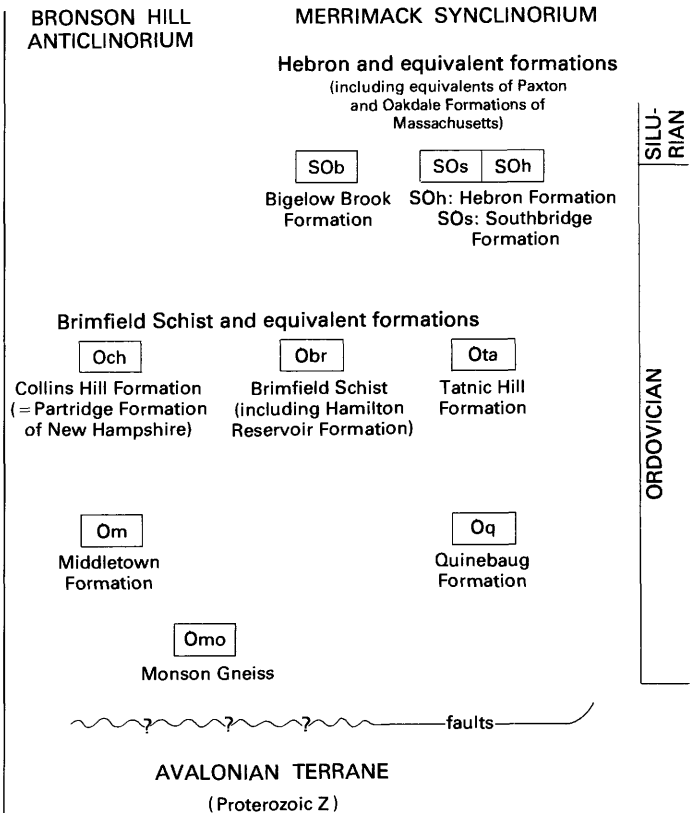 BRONSON HILL
ANTICLINORIUM
MERRIMACK SYNCLINORIUM
Hebron and equivalent formations
(including equivalents of Paxton
and Oakdale Formations of
Massachusetts)
SILU-
RIAN
SOb
SOs SOh
Bigelow Brook
Formation
SOh: Hebron Formation
SOs: Southbridge
Formation
Brimfield Schist and equivalent formations
Och
Obr
Ota
Collins Hill Formation
(=Partridge Formation
of New Hampshire)
Brimfield Schist
(including Hamilton
Reservoir Formation)
Tatnic Hill
Formation
ORDOVICIAN
Om
Oq
Middletown
Formation
Quinebaug
Formation
Omo
Monson Gneiss
? ? ? faults
AVALONIAN TERRANE
(Proterozoic Z)